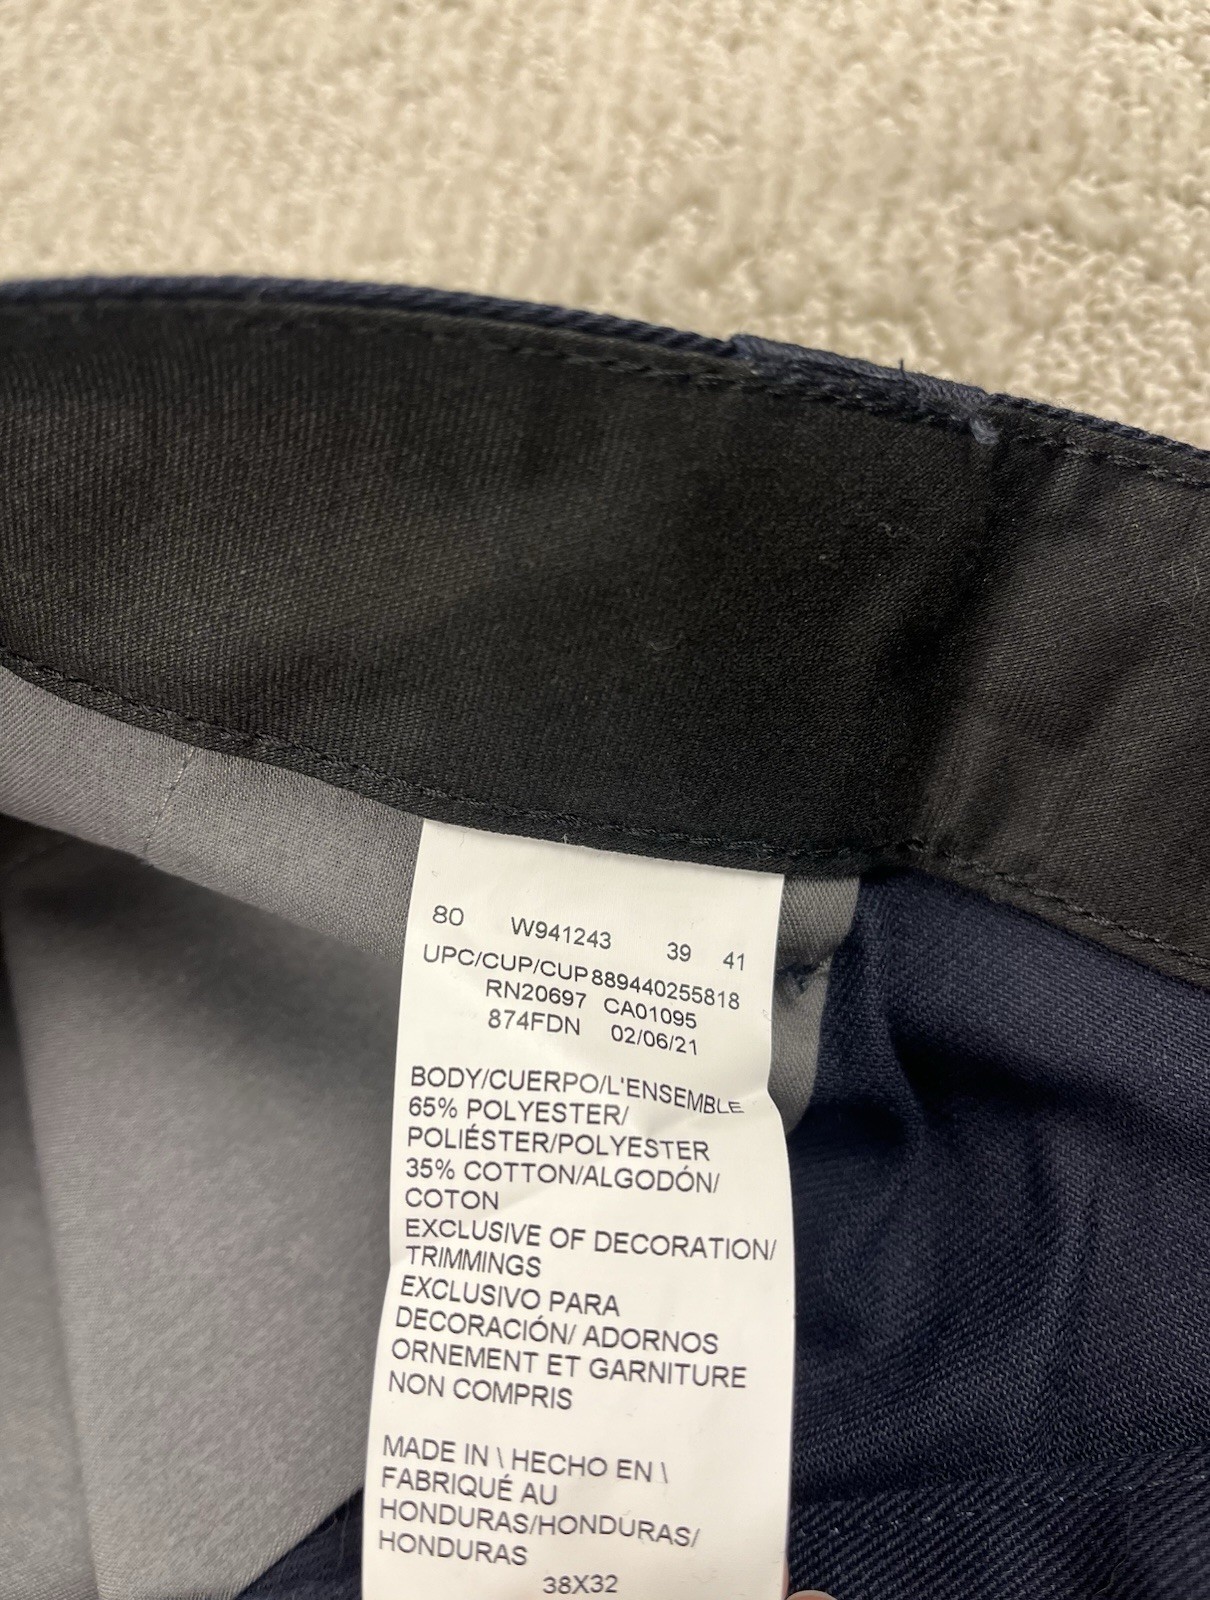 80 W941243 39 41
UPC/CUP/CUP889440255818
RN20697 CA01095
874FDN 02/06/21
BODY/CUERPO/L'ENSEMBLE
65% POLYESTER/
POLIÉSTER/POLYESTER
35% COTTON/ALGODÓN/
COTON
EXCLUSIVE OF DECORATION/
TRIMMINGS
EXCLUSIVO PARA
DECORACIÓN/ ADORNOS
ORNEMENT ET GARNITURE
NON COMPRIS
MADE IN \ HECHO EN \
FABRIQUÉ AU
HONDURAS/HONDURAS/
HONDURAS
38X32